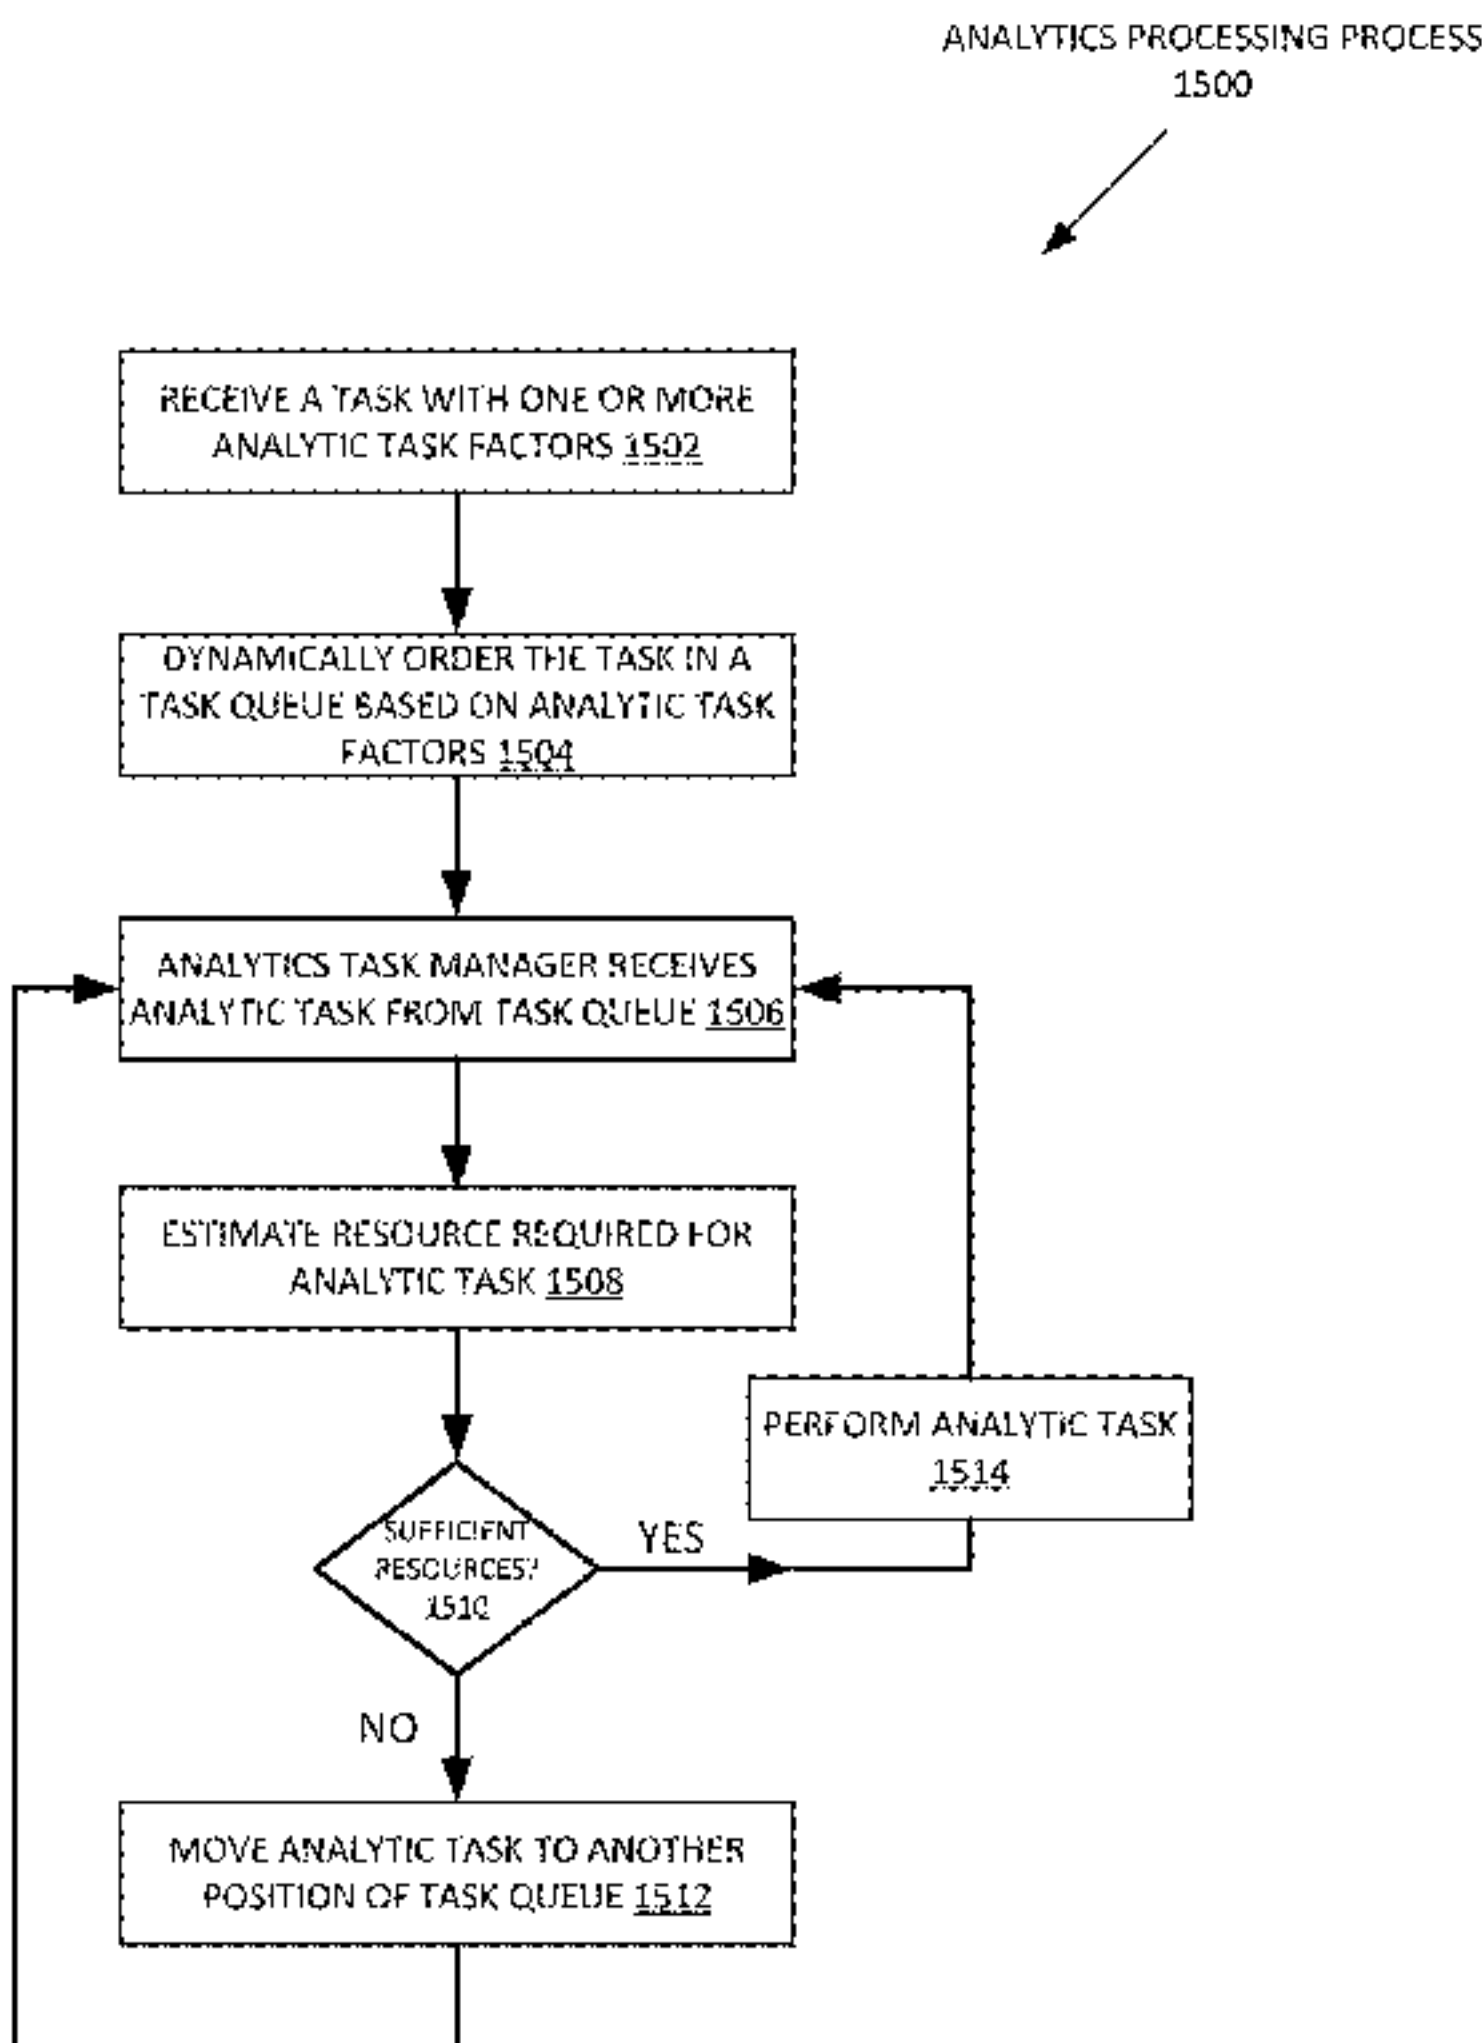 ANALYTICS PROCESSING PROCESS
1500
RECEIVE A TASK WITH ONE OR MORE
ANALYTIC TASK FACTORS 1502
DYNAMICALLY ORDER THE TASK IN A
TASK QUEUE BASED ON ANALYTIC TASK
FACTORS 1504
ANALYTICS TASK MANAGER RECEIVES
ANALYTIC TASK FROM TASK QUEUE 1506
ESTIMATE RESOURCE REQUIRED FOR
ANALYTIC TASK 1508
PERFORM ANALYTIC TASK
1514
SUFFICIENT
RESOURCES?
1510
YES
NO
MOVE ANALYTIC TASK TO ANOTHER
POSITION OF TASK QUEUE 1512